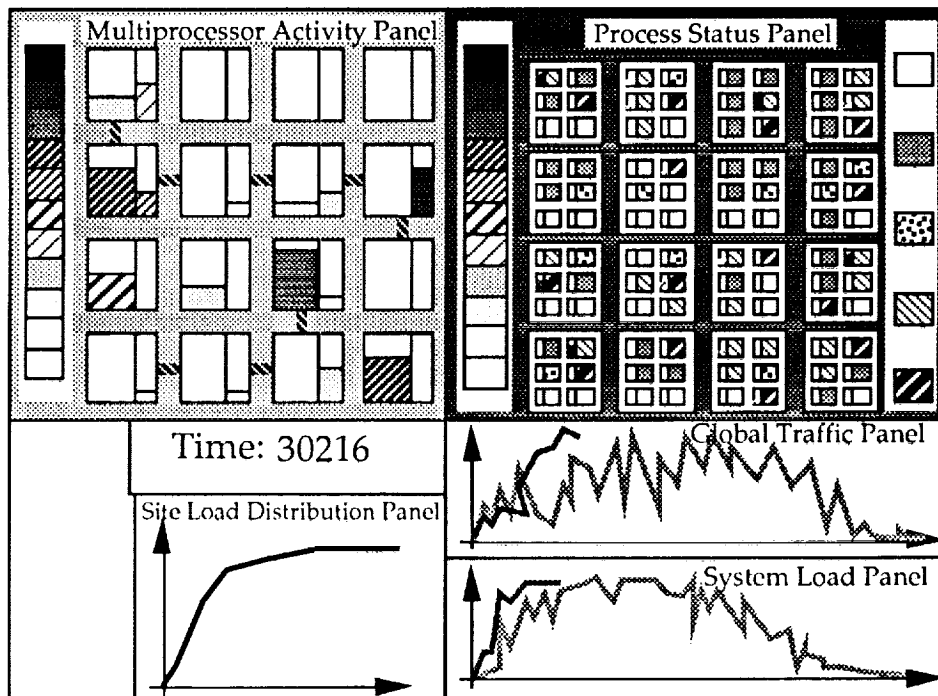 Multiprocessor Activity Panel
Process Status Panel
Time: 30216
Global Traffic Panel
Site Load Distribution Panel
System Load Panel